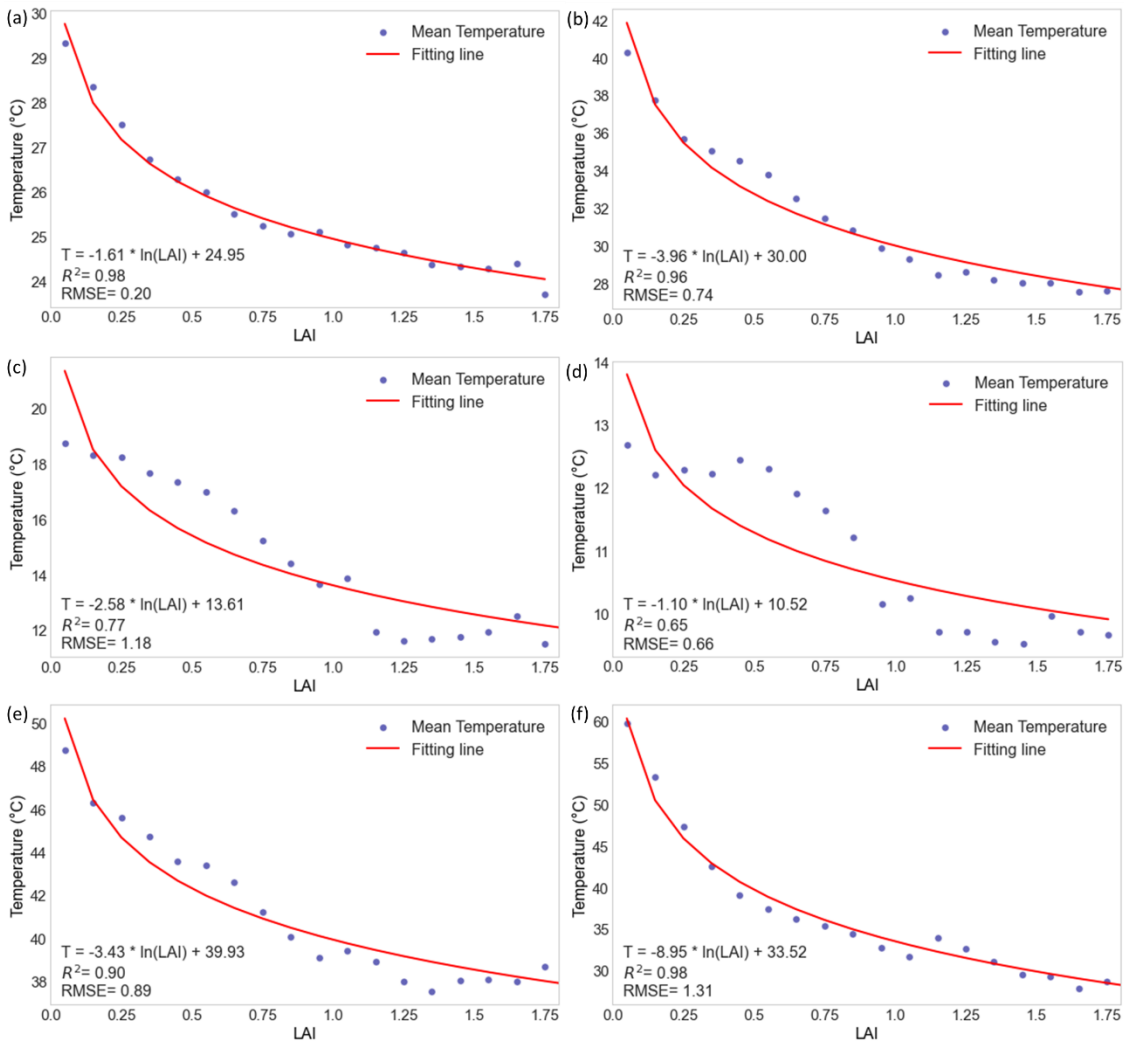 (a)
30
29
28
27
26
25
24
Temperature (°C)
Mean Temperature
Fitting line
T = -1.61 * ln(LAI) + 24.95
R²= 0.98
RMSE= 0.20
0.0 0.25 0.50 0.75 1.0 1.25 1.50 1.75
LAI
(b)
42
40
38
36
34
32
30
28
Temperature (°C)
Mean Temperature
Fitting line
T = -3.96 * ln(LAI) + 30.00
R²= 0.96
RMSE= 0.74
0.0 0.25 0.50 0.75 1.0 1.25 1.50 1.75
LAI
(c)
20
18
16
14
12
Temperature (°C)
Mean Temperature
Fitting line
T = -2.58 * ln(LAI) + 13.61
R²= 0.77
RMSE= 1.18
0.0 0.25 0.50 0.75 1.0 1.25 1.50 1.75
LAI
(d)
14
13
12
11
10
Temperature (°C)
Mean Temperature
Fitting line
T = -1.10 * ln(LAI) + 10.52
R²= 0.65
RMSE= 0.66
0.0 0.25 0.50 0.75 1.0 1.25 1.50 1.75
LAI
(e)
50
48
46
44
42
40
38
Temperature (°C)
Mean Temperature
Fitting line
T = -3.43 * ln(LAI) + 39.93
R²= 0.90
RMSE= 0.89
0.0 0.25 0.50 0.75 1.0 1.25 1.50 1.75
LAI
(f)
60
55
50
45
40
35
30
Temperature (°C)
Mean Temperature
Fitting line
T = -8.95 * ln(LAI) + 33.52
R²= 0.98
RMSE= 1.31
0.0 0.25 0.50 0.75 1.0 1.25 1.50 1.75
LAI